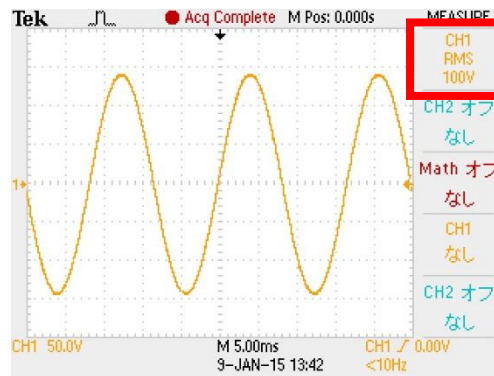 Tek Acq Complete M Pos: 0.000s MEASURE
CH1
RMS
100V
CH2 オフ
なし
Math オフ
なし
CH1
なし
CH2 オフ
なし
1
CH1 50.0V M 5.00ms CH1 0.00V
9-JAN-15 13:42 <10Hz